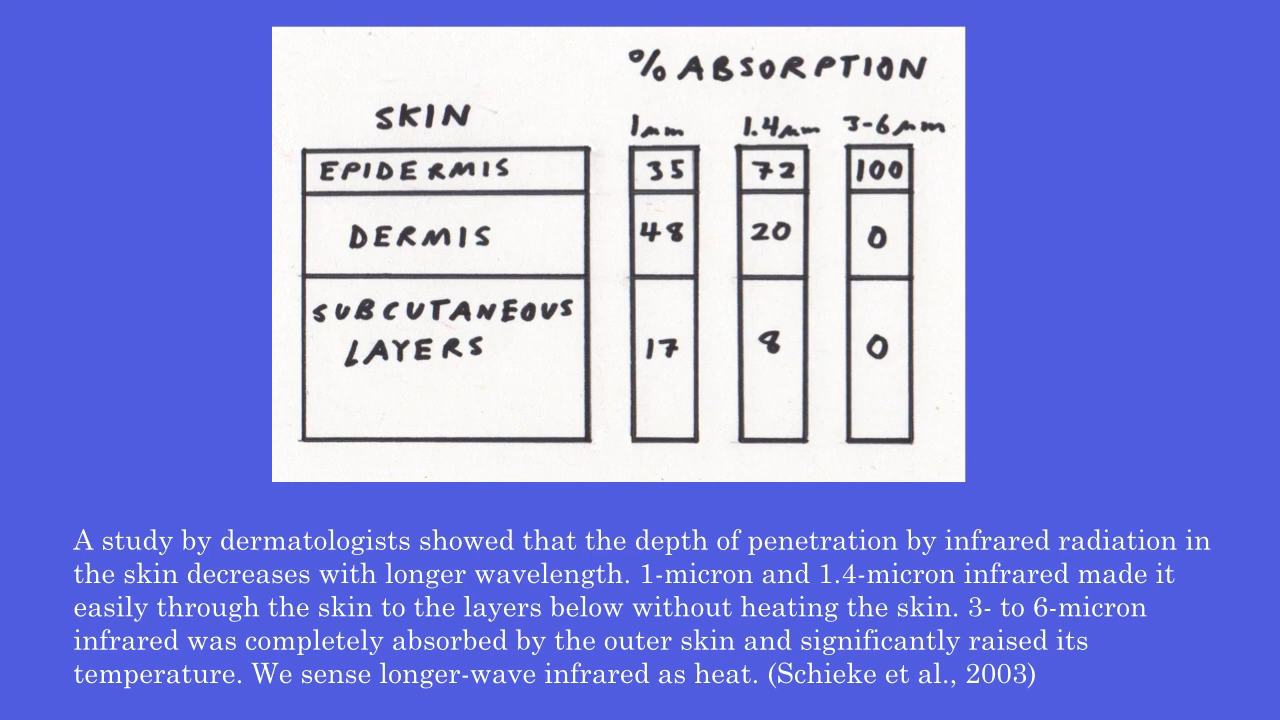 % ABSORPTION
SKIN 1µm 1.4µm 3-6µm
EPIDERMIS 35 72 100
DERMIS 48 20 0
SUBCUTANEOUS
LAYERS 17 8 0
A study by dermatologists showed that the depth of penetration by infrared radiation in
the skin decreases with longer wavelength. 1-micron and 1.4-micron infrared made it
easily through the skin to the layers below without heating the skin. 3- to 6-micron
infrared was completely absorbed by the outer skin and significantly raised its
temperature. We sense longer-wave infrared as heat. (Schieke et al., 2003)